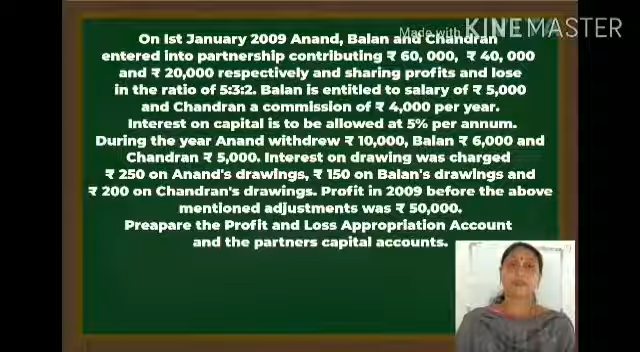 Made with KINEMASTER
On Ist January 2009 Anand, Balan and Chandran
entered into partnership contributing ₹ 60, 000, ₹ 40, 000
and ₹ 20,000 respectively and sharing profits and lose
in the ratio of 5:3:2. Balan is entitled to salary of ₹ 5,000
and Chandran a commission of ₹ 4,000 per year.
Interest on capital is to be allowed at 5% per annum.
During the year Anand withdrew ₹ 10,000, Balan ₹ 6,000 and
Chandran ₹ 5,000. Interest on drawing was charged
₹ 250 on Anand's drawings, ₹ 150 on Balan's drawings and
₹ 200 on Chandran's drawings. Profit in 2009 before the above
mentioned adjustments was ₹ 50,000.
Preapare the Profit and Loss Appropriation Account
and the partners capital accounts.